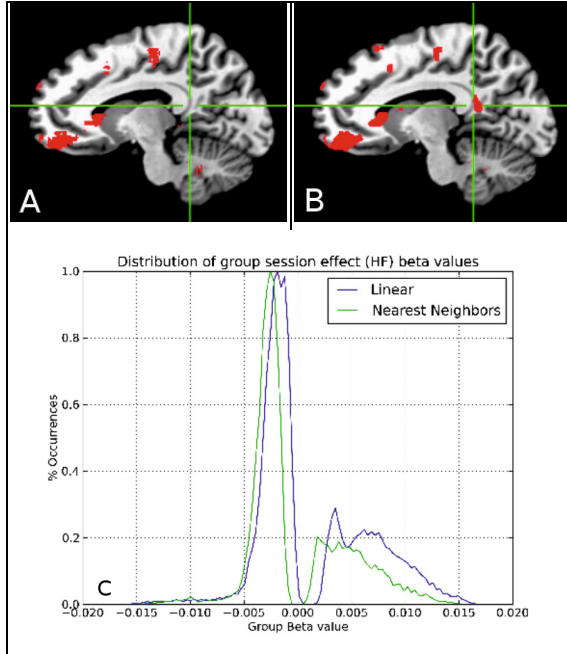 A
B
Distribution of group session effect (HF) beta values
Linear
Nearest Neighbors
1.0
0.8
0.6
0.4
0.2
0.0
% Occurrences
C
−0.020 −0.015 −0.010 −0.005 0.000 0.005 0.010 0.015 0.020
Group Beta value